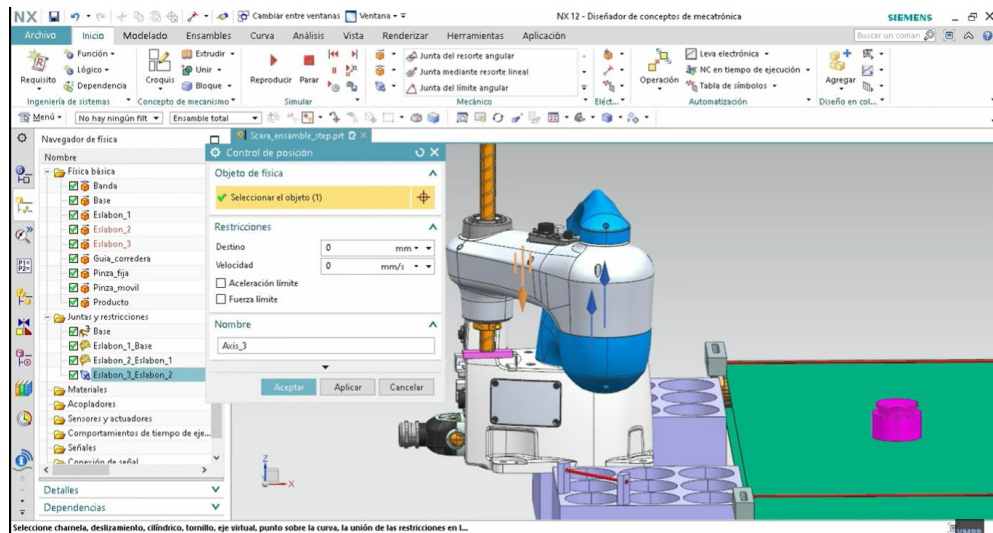 NX
Cambiar entre ventanas
Ventana
NX 12 - Diseñador de conceptos de mecatrónica
SIEMENS
Archivo Inicio Modelado Ensambles Curva Análisis Vista Renderizar Herramientas Aplicación
Buscar un coman
Requisito
Función
Lógico
Dependencia
Ingeniería de sistemas
Croquis
Extrudir
Unir
Bloque
Concepto de mecanismo
Reproducir Parar
Simular
Junta del resorte angular
Junta mediante resorte lineal
Junta del límite angular
Mecánico
Eléct...
Operación
Leva electrónica
NC en tiempo de ejecución
Tabla de símbolos
Automatización
Agregar
Diseño en col...
Menú
No hay ningún filt
Ensamble total
Navegador de física
Nombre
Física básica
Banda
Base
Eslabon_1
Eslabon_2
Eslabon_3
Guia_corredera
Pinza_fija
Pinza_movil
Producto
Juntas y restricciones
Base
Eslabon_1_Base
Eslabon_2_Eslabon_1
Eslabon_3_Eslabon_2
Materiales
Acopladores
Sensores y actuadores
Comportamientos de tiempo de eje...
Señales
Conexión de señal
Detalles
Dependencias
Scara_ensamble_step.prt
Control de posición
Objeto de física
Seleccionar el objeto (1)
Restricciones
Destino 0 mm
Velocidad 0 mm/s
Aceleración límite
Fuerza límite
Nombre
Axis_3
Aceptar Aplicar Cancelar
Z
X
Seleccione charnela, deslizamiento, cilíndrico, tornillo, eje virtual, punto sobre la curva, la unión de las restricciones en l...